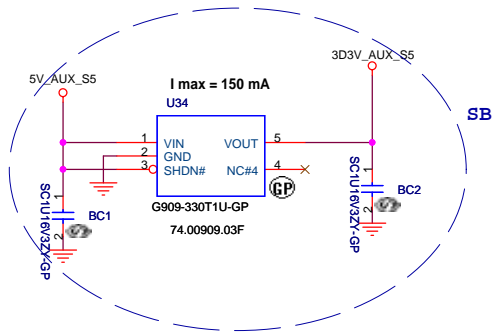 3D3V_AUX_S5
5V_AUX_S5
I max = 150 mA
U34
SB
1 VIN VOUT 5
2 GND
3 SHDN# NC#4 4
GP
G909-330T1U-GP
74.00909.03F
1
SC1U16V3ZY-GP
BC1
2
1
SC1U16V3ZY-GP
BC2
2